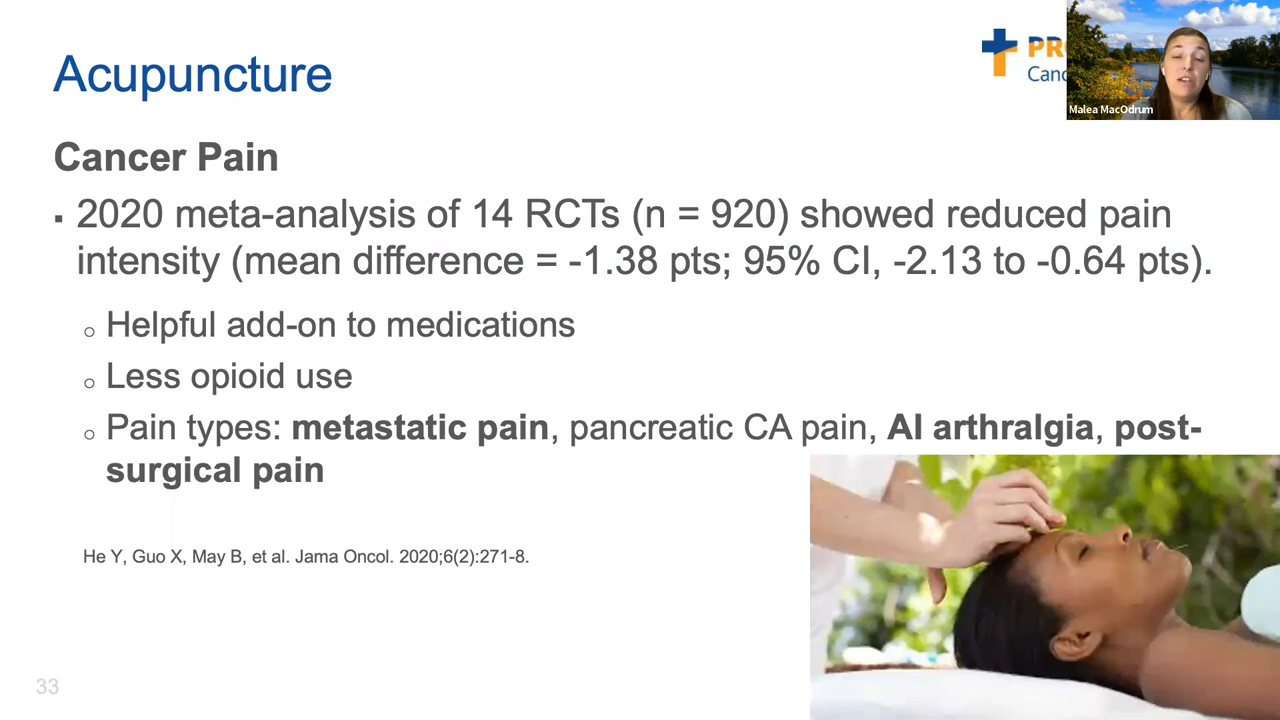 Acupuncture
Malea MacOdrum
Cancer Pain
▪ 2020 meta-analysis of 14 RCTs (n = 920) showed reduced pain
intensity (mean difference = -1.38 pts; 95% CI, -2.13 to -0.64 pts).
○ Helpful add-on to medications
○ Less opioid use
○ Pain types: metastatic pain, pancreatic CA pain, AI arthralgia, post-
surgical pain
He Y, Guo X, May B, et al. Jama Oncol. 2020;6(2):271-8.
33